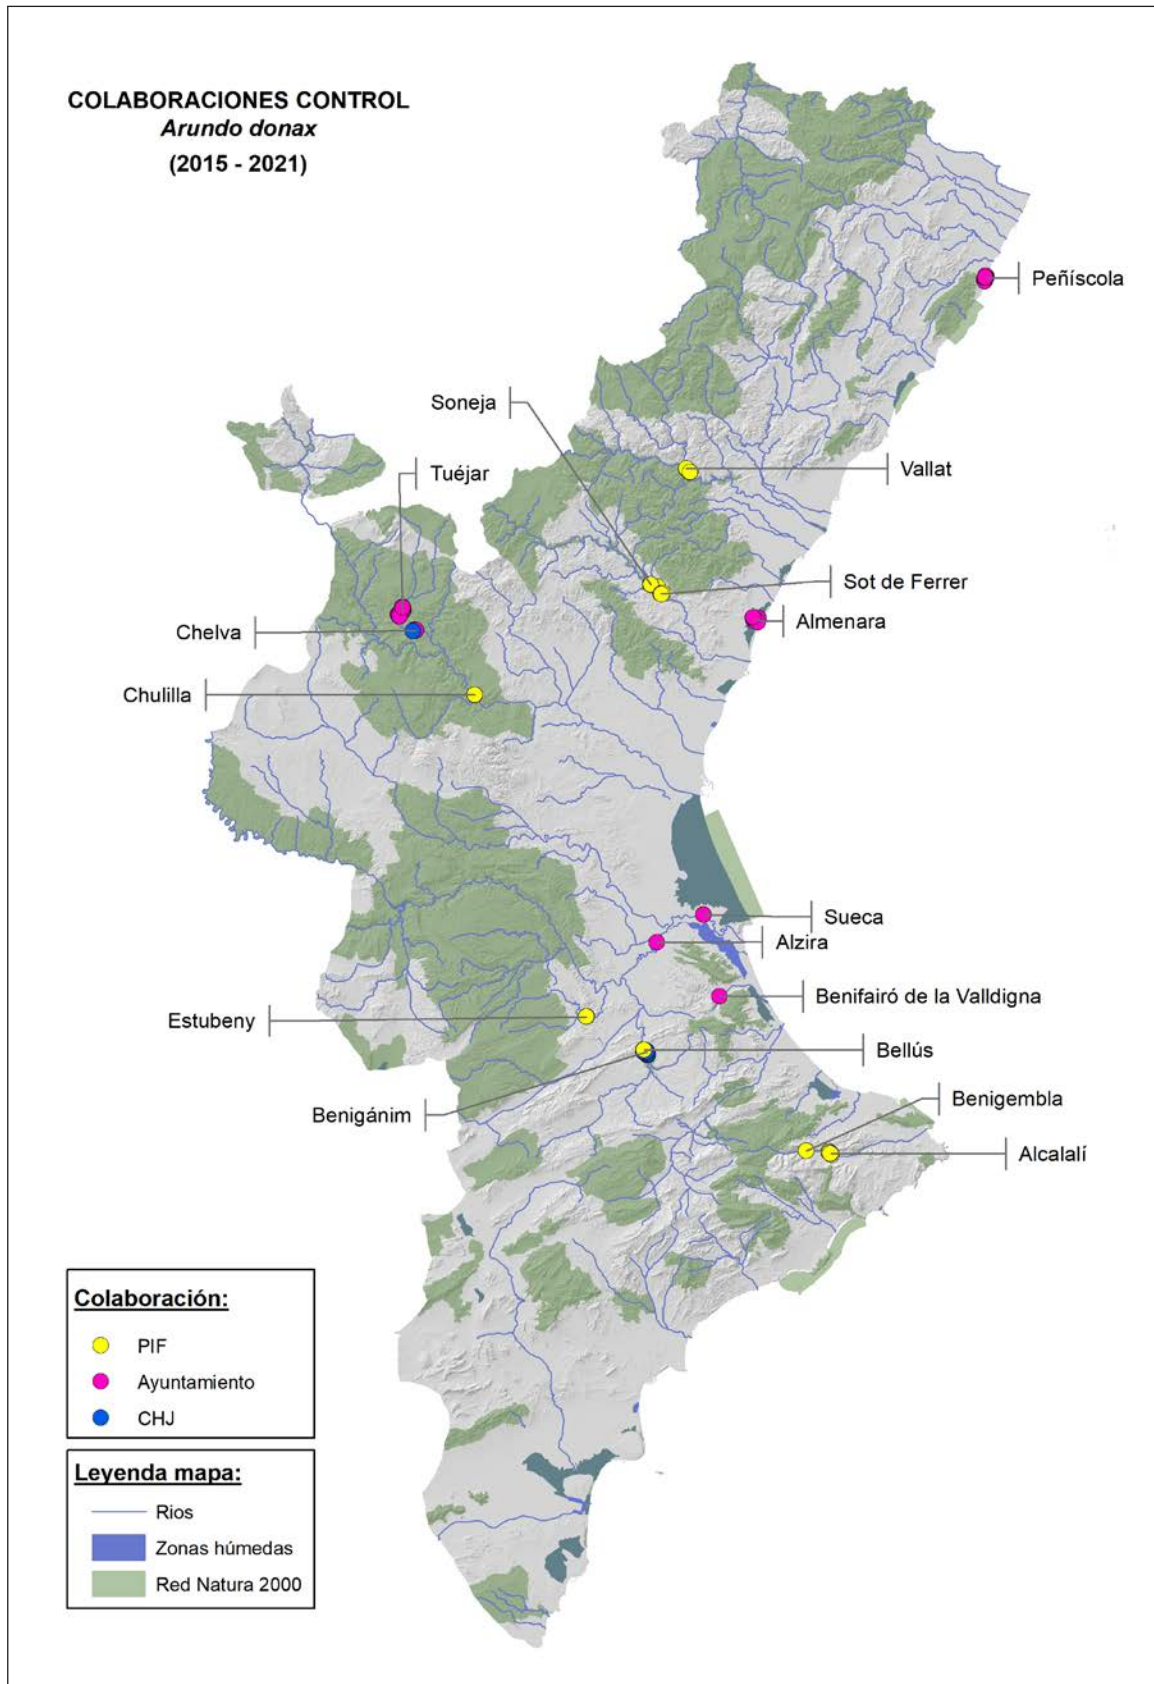 COLABORACIONES CONTROL
Arundo donax
(2015 - 2021)
Peñíscola
Soneja
Vallat
Tuéjar
Sot de Ferrer
Almenara
Chelva
Chulilla
Sueca
Alzira
Benifairó de la Valldigna
Estubeny
Bellús
Benigánim
Benigembla
Alcalalí
Colaboración:
PIF
Ayuntamiento
CHJ
Leyenda mapa:
Rios
Zonas húmedas
Red Natura 2000